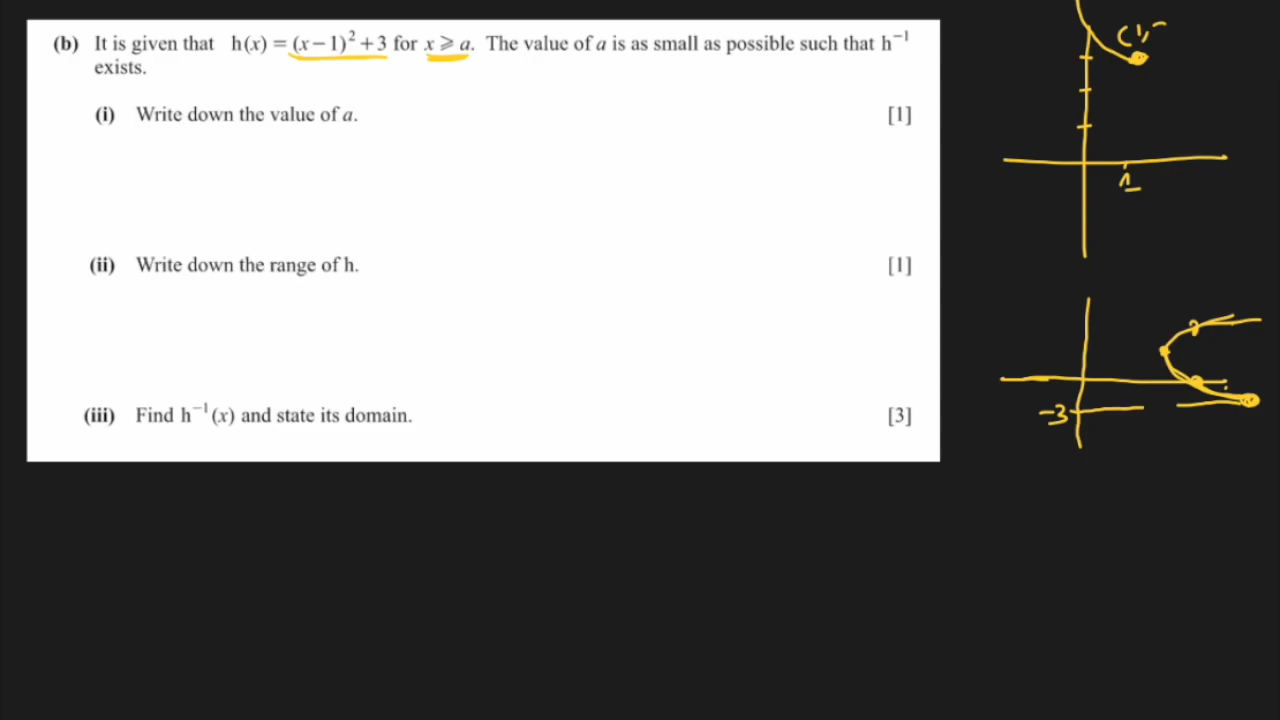 (b) It is given that h(x) = (x − 1)² + 3 for x ⩾ a. The value of a is as small as possible such that h⁻¹
exists.
(i) Write down the value of a. [1]
(ii) Write down the range of h. [1]
(iii) Find h⁻¹(x) and state its domain. [3]
1
-3